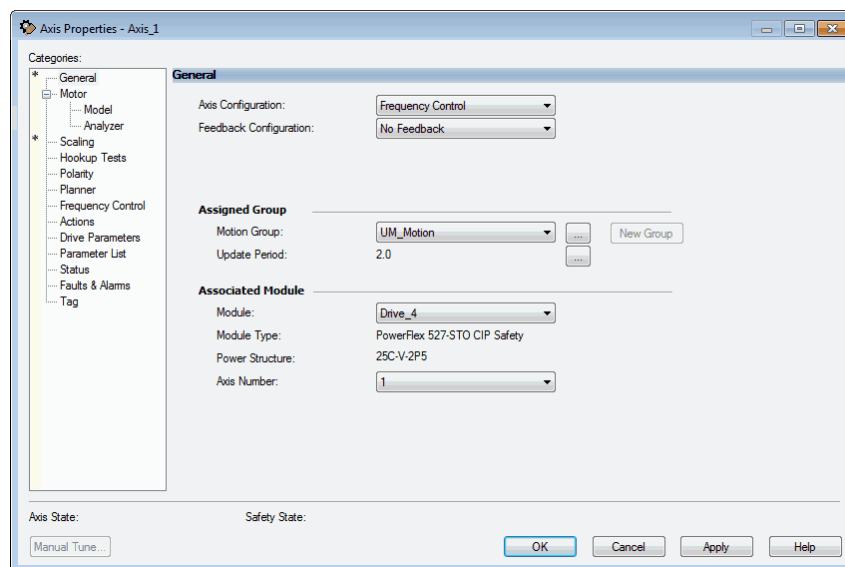 Axis Properties - Axis_1
Categories:
* General
Motor
Model
Analyzer
* Scaling
Hookup Tests
Polarity
Planner
Frequency Control
Actions
Drive Parameters
Parameter List
Status
Faults & Alarms
Tag
General
Axis Configuration: Frequency Control
Feedback Configuration: No Feedback
Assigned Group
Motion Group: UM_Motion ... New Group
Update Period: 2.0 ...
Associated Module
Module: Drive_4
Module Type: PowerFlex 527-STO CIP Safety
Power Structure: 25C-V-2P5
Axis Number: 1
Axis State: Safety State:
Manual Tune... OK Cancel Apply Help